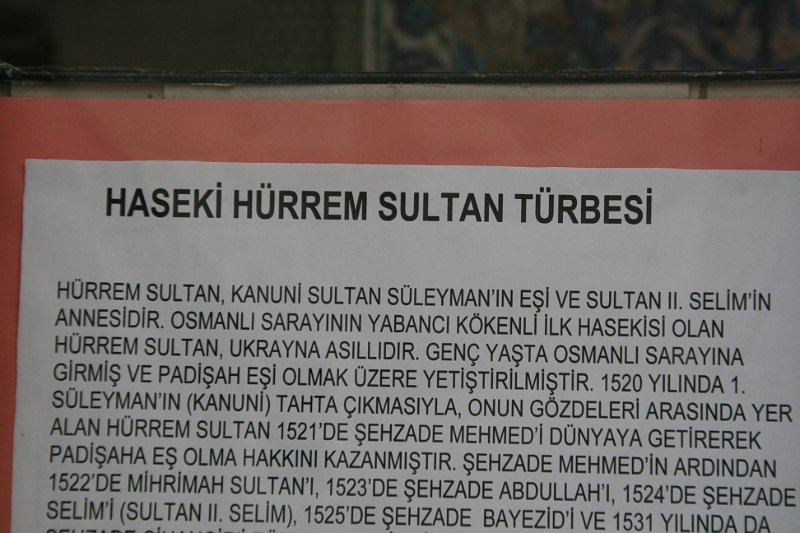 HASEKİ HÜRREM SULTAN TÜRBESİ
HÜRREM SULTAN, KANUNİ SULTAN SÜLEYMAN'IN EŞİ VE SULTAN II. SELİM'İN
ANNESİDİR. OSMANLI SARAYININ YABANCI KÖKENLİ İLK HASEKİSİ OLAN
HÜRREM SULTAN, UKRAYNA ASILLIDIR. GENÇ YAŞTA OSMANLI SARAYINA
GİRMİŞ VE PADİŞAH EŞİ OLMAK ÜZERE YETİŞTİRİLMİŞTİR. 1520 YILINDA 1.
SÜLEYMAN'IN (KANUNİ) TAHTA ÇIKMASIYLA, ONUN GÖZDELERİ ARASINDA YER
ALAN HÜRREM SULTAN 1521'DE ŞEHZADE MEHMED'İ DÜNYAYA GETİREREK
PADİŞAHA EŞ OLMA HAKKINI KAZANMIŞTIR. ŞEHZADE MEHMED'İN ARDINDAN
1522'DE MİHRİMAH SULTAN'I, 1523'DE ŞEHZADE ABDULLAH'I, 1524'DE ŞEHZADE
SELİM'İ (SULTAN II. SELİM), 1525'DE ŞEHZADE BAYEZİD'İ VE 1531 YILINDA DA